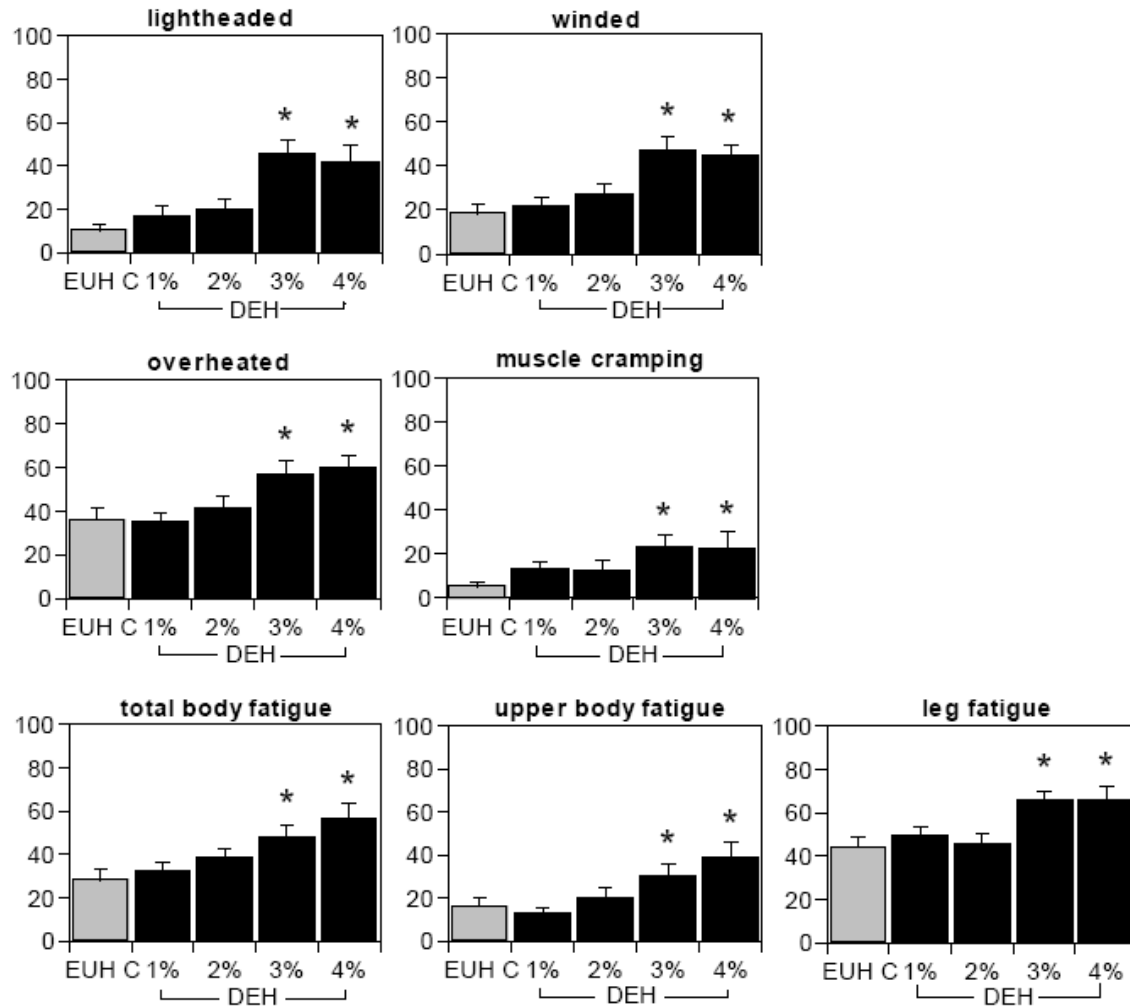 lightheaded
100
80
60
40
20
0
* *
EUH C 1% 2% 3% 4%
DEH
winded
100
80
60
40
20
0
* *
EUH C 1% 2% 3% 4%
DEH
overheated
100
80
60
40
20
0
* *
EUH C 1% 2% 3% 4%
DEH
muscle cramping
100
80
60
40
20
0
* *
EUH C 1% 2% 3% 4%
DEH
total body fatigue
100
80
60
40
20
0
* *
EUH C 1% 2% 3% 4%
DEH
upper body fatigue
100
80
60
40
20
0
* *
EUH C 1% 2% 3% 4%
DEH
leg fatigue
100
80
60
40
20
0
* *
EUH C 1% 2% 3% 4%
DEH